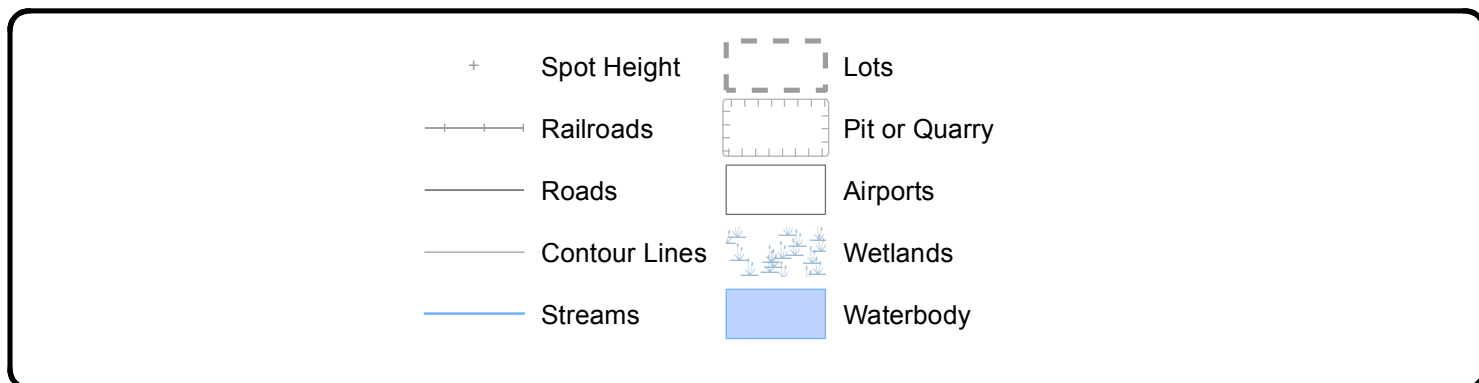 Spot Height
Railroads
Roads
Contour Lines
Streams
Lots
Pit or Quarry
Airports
Wetlands
Waterbody